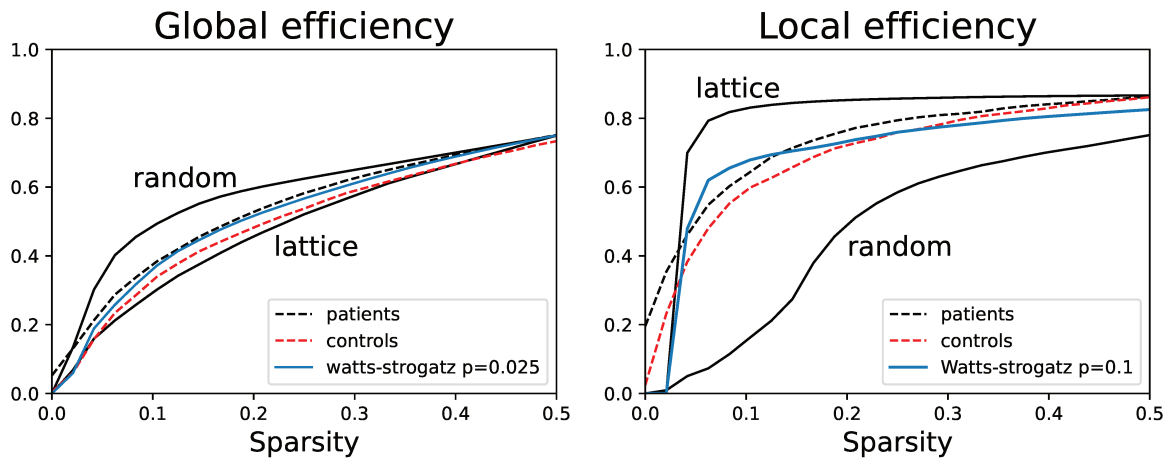 Global efficiency
1.0
0.8
0.6
0.4
0.2
0.0
random
lattice
patients
controls
watts-strogatz p=0.025
0.0 0.1 0.2 0.3 0.4 0.5
Sparsity
Local efficiency
1.0
0.8
0.6
0.4
0.2
0.0
lattice
random
patients
controls
Watts-Strogatz p=0.1
0.0 0.1 0.2 0.3 0.4 0.5
Sparsity